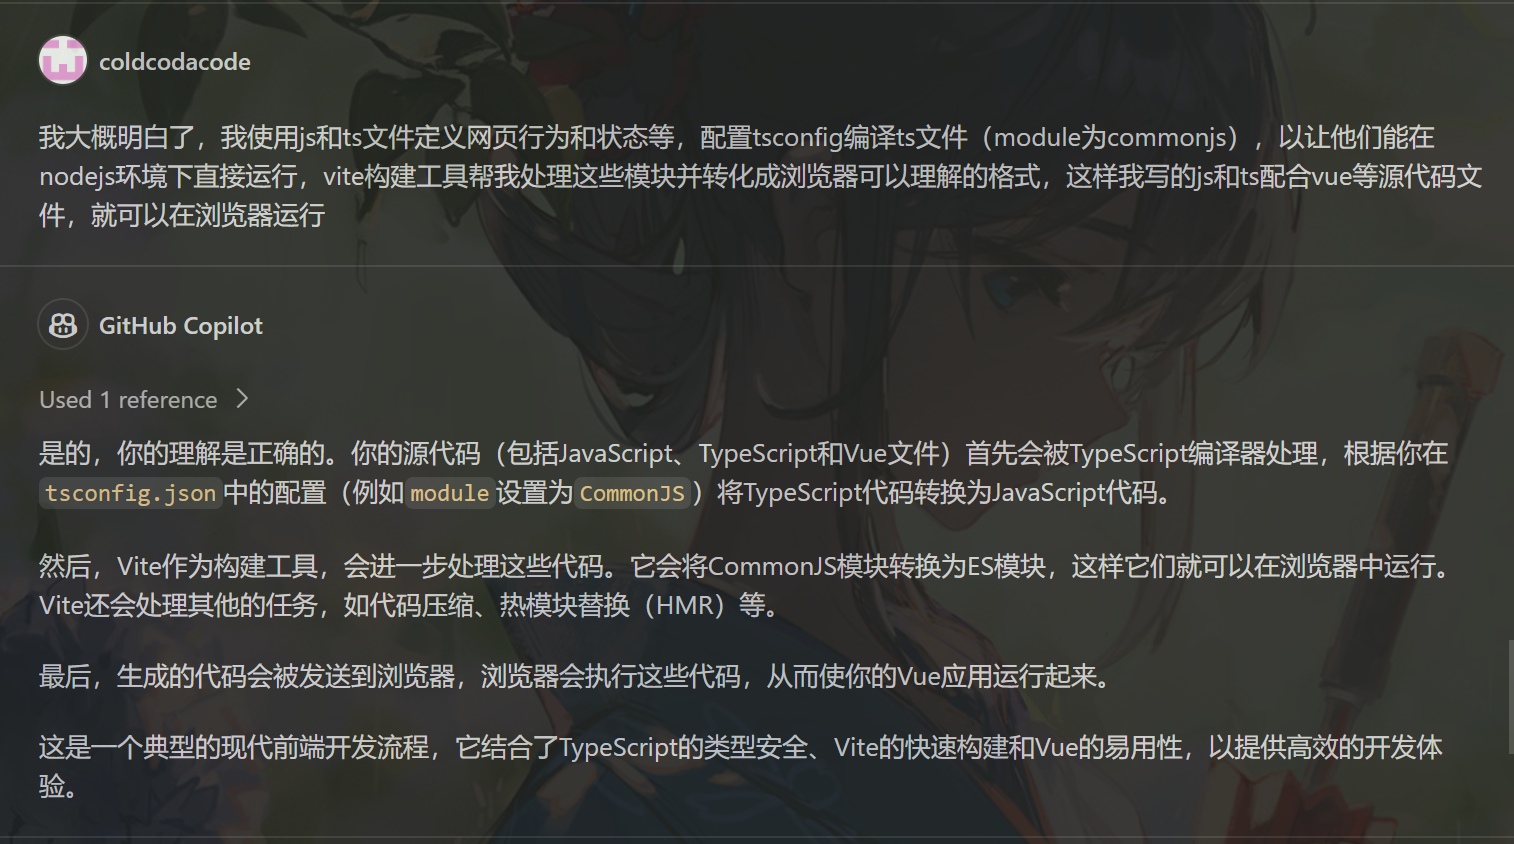 coldcodacode
我大概明白了，我使用js和ts文件定义网页行为和状态等，配置tsconfig编译ts文件（module为commonjs），以让他们能在
nodejs环境下直接运行，vite构建工具帮我处理这些模块并转化成浏览器可以理解的格式，这样我写的js和ts配合vue等源代码文
件，就可以在浏览器运行
GitHub Copilot
Used 1 reference
是的，你的理解是正确的。你的源代码（包括JavaScript、TypeScript和Vue文件）首先会被TypeScript编译器处理，根据你在
tsconfig.json中的配置（例如module设置为CommonJS）将TypeScript代码转换为JavaScript代码。
然后，Vite作为构建工具，会进一步处理这些代码。它会将CommonJS模块转换为ES模块，这样它们就可以在浏览器中运行。
Vite还会处理其他的任务，如代码压缩、热模块替换（HMR）等。
最后，生成的代码会被发送到浏览器，浏览器会执行这些代码，从而使你的Vue应用运行起来。
这是一个典型的现代前端开发流程，它结合了TypeScript的类型安全、Vite的快速构建和Vue的易用性，以提供高效的开发体
验。